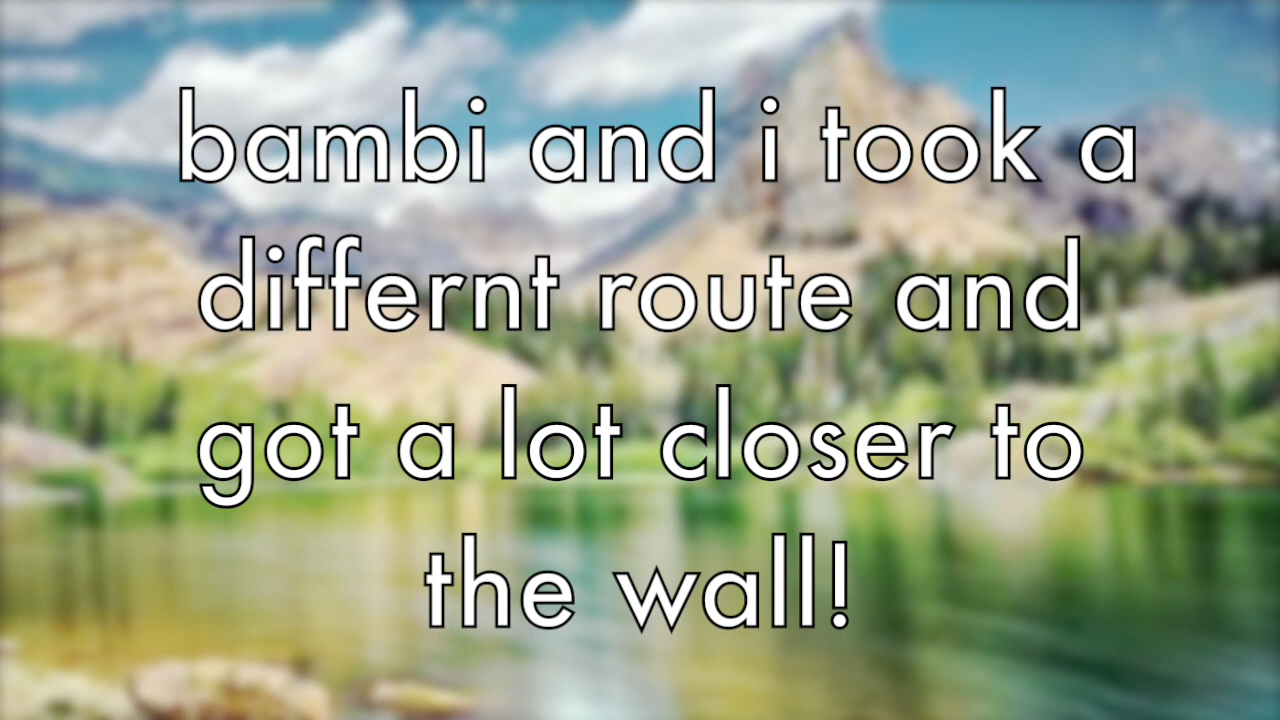 bambi and i took a
differnt route and
got a lot closer to
the wall!